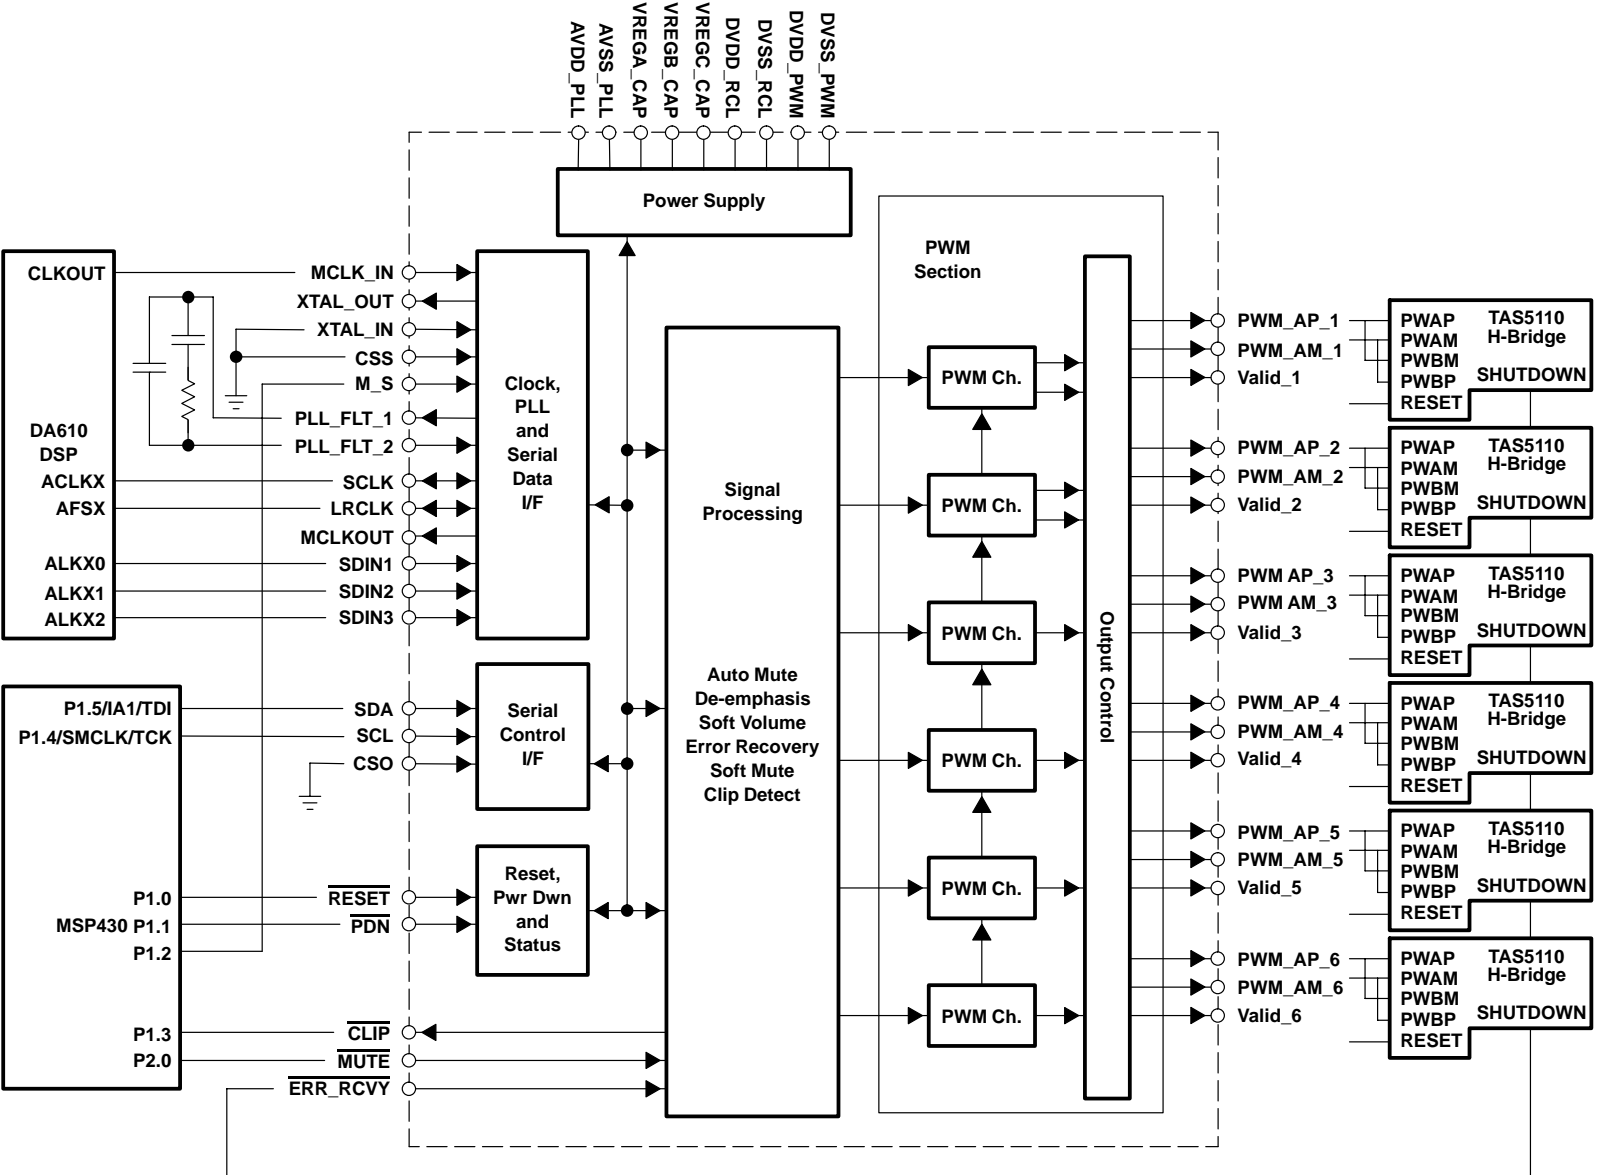 AVDD_PLL
AVSS_PLL
VREGA_CAP
VREGB_CAP
VREGC_CAP
DVDD_RCL
DVSS_RCL
DVDD_PWM
DVSS_PWM
Power Supply
PWM
Section
CLKOUT
DA610
DSP
ACLKX
AFSX
ALKX0
ALKX1
ALKX2
MCLK_IN
XTAL_OUT
XTAL_IN
CSS
M_S
PLL_FLT_1
PLL_FLT_2
SCLK
LRCLK
MCLKOUT
SDIN1
SDIN2
SDIN3
Clock,
PLL
and
Serial
Data
I/F
P1.5/IA1/TDI
P1.4/SMCLK/TCK
P1.0
MSP430 P1.1
P1.2
P1.3
P2.0
SDA
SCL
CSO
RESET
PDN
CLIP
MUTE
ERR_RCVY
Serial
Control
I/F
Reset,
Pwr Dwn
and
Status
Signal
Processing
Auto Mute
De-emphasis
Soft Volume
Error Recovery
Soft Mute
Clip Detect
PWM Ch.
PWM Ch.
PWM Ch.
PWM Ch.
PWM Ch.
PWM Ch.
Output Control
PWM_AP_1
PWM_AM_1
Valid_1
PWAP
PWAM
PWBM
PWBP
RESET
TAS5110
H-Bridge
SHUTDOWN
PWM_AP_2
PWM_AM_2
Valid_2
PWAP
PWAM
PWBM
PWBP
RESET
TAS5110
H-Bridge
SHUTDOWN
PWM AP_3
PWM AM_3
Valid_3
PWAP
PWAM
PWBM
PWBP
RESET
TAS5110
H-Bridge
SHUTDOWN
PWM_AP_4
PWM_AM_4
Valid_4
PWAP
PWAM
PWBM
PWBP
RESET
TAS5110
H-Bridge
SHUTDOWN
PWM_AP_5
PWM_AM_5
Valid_5
PWAP
PWAM
PWBM
PWBP
RESET
TAS5110
H-Bridge
SHUTDOWN
PWM_AP_6
PWM_AM_6
Valid_6
PWAP
PWAM
PWBM
PWBP
RESET
TAS5110
H-Bridge
SHUTDOWN